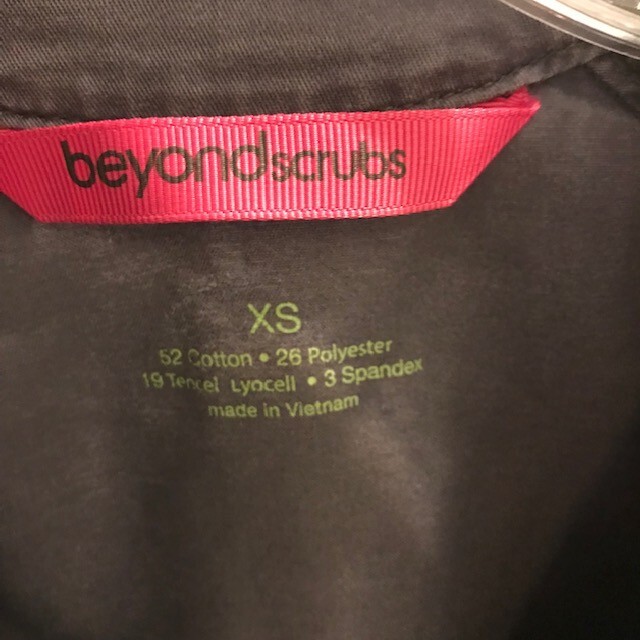 beyondscrubs
XS
52 Cotton • 26 Polyester
19 Tencel Lyocell • 3 Spandex
made in Vietnam